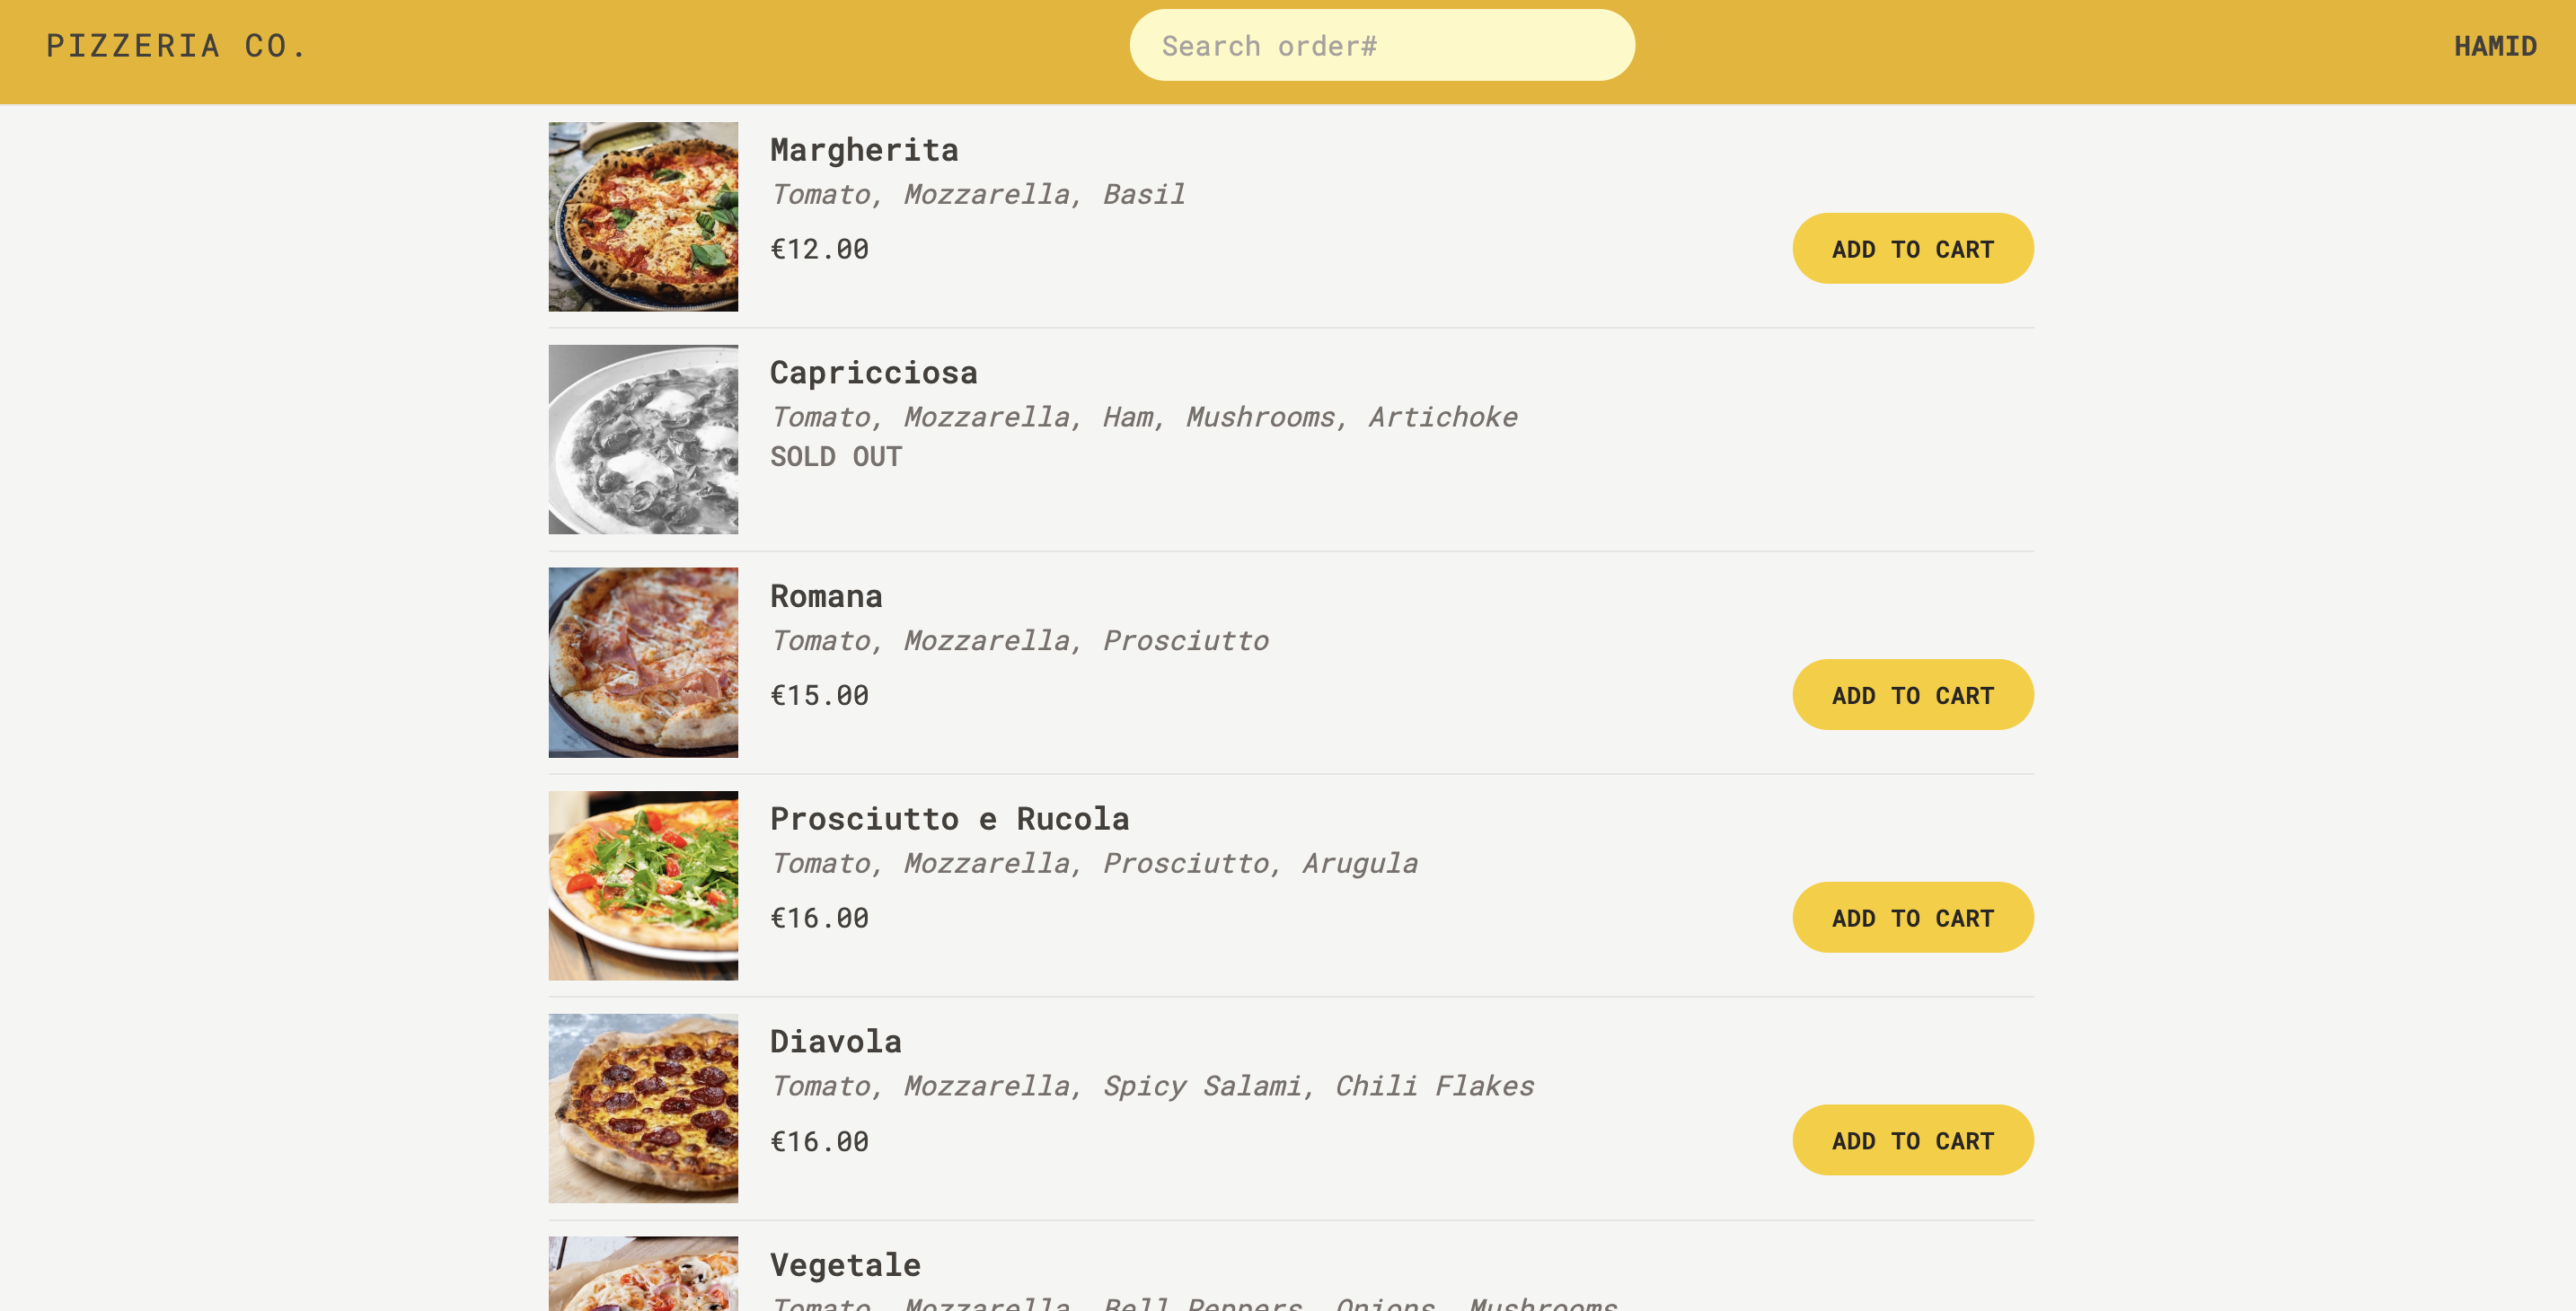 PIZZERIA CO.
Search order#
HAMID
Margherita
Tomato, Mozzarella, Basil
€12.00
ADD TO CART
Capricciosa
Tomato, Mozzarella, Ham, Mushrooms, Artichoke
SOLD OUT
Romana
Tomato, Mozzarella, Prosciutto
€15.00
ADD TO CART
Prosciutto e Rucola
Tomato, Mozzarella, Prosciutto, Arugula
€16.00
ADD TO CART
Diavola
Tomato, Mozzarella, Spicy Salami, Chili Flakes
€16.00
ADD TO CART
Vegetale
Tomato, Mozzarella, Bell Peppers, Onions, Mushrooms